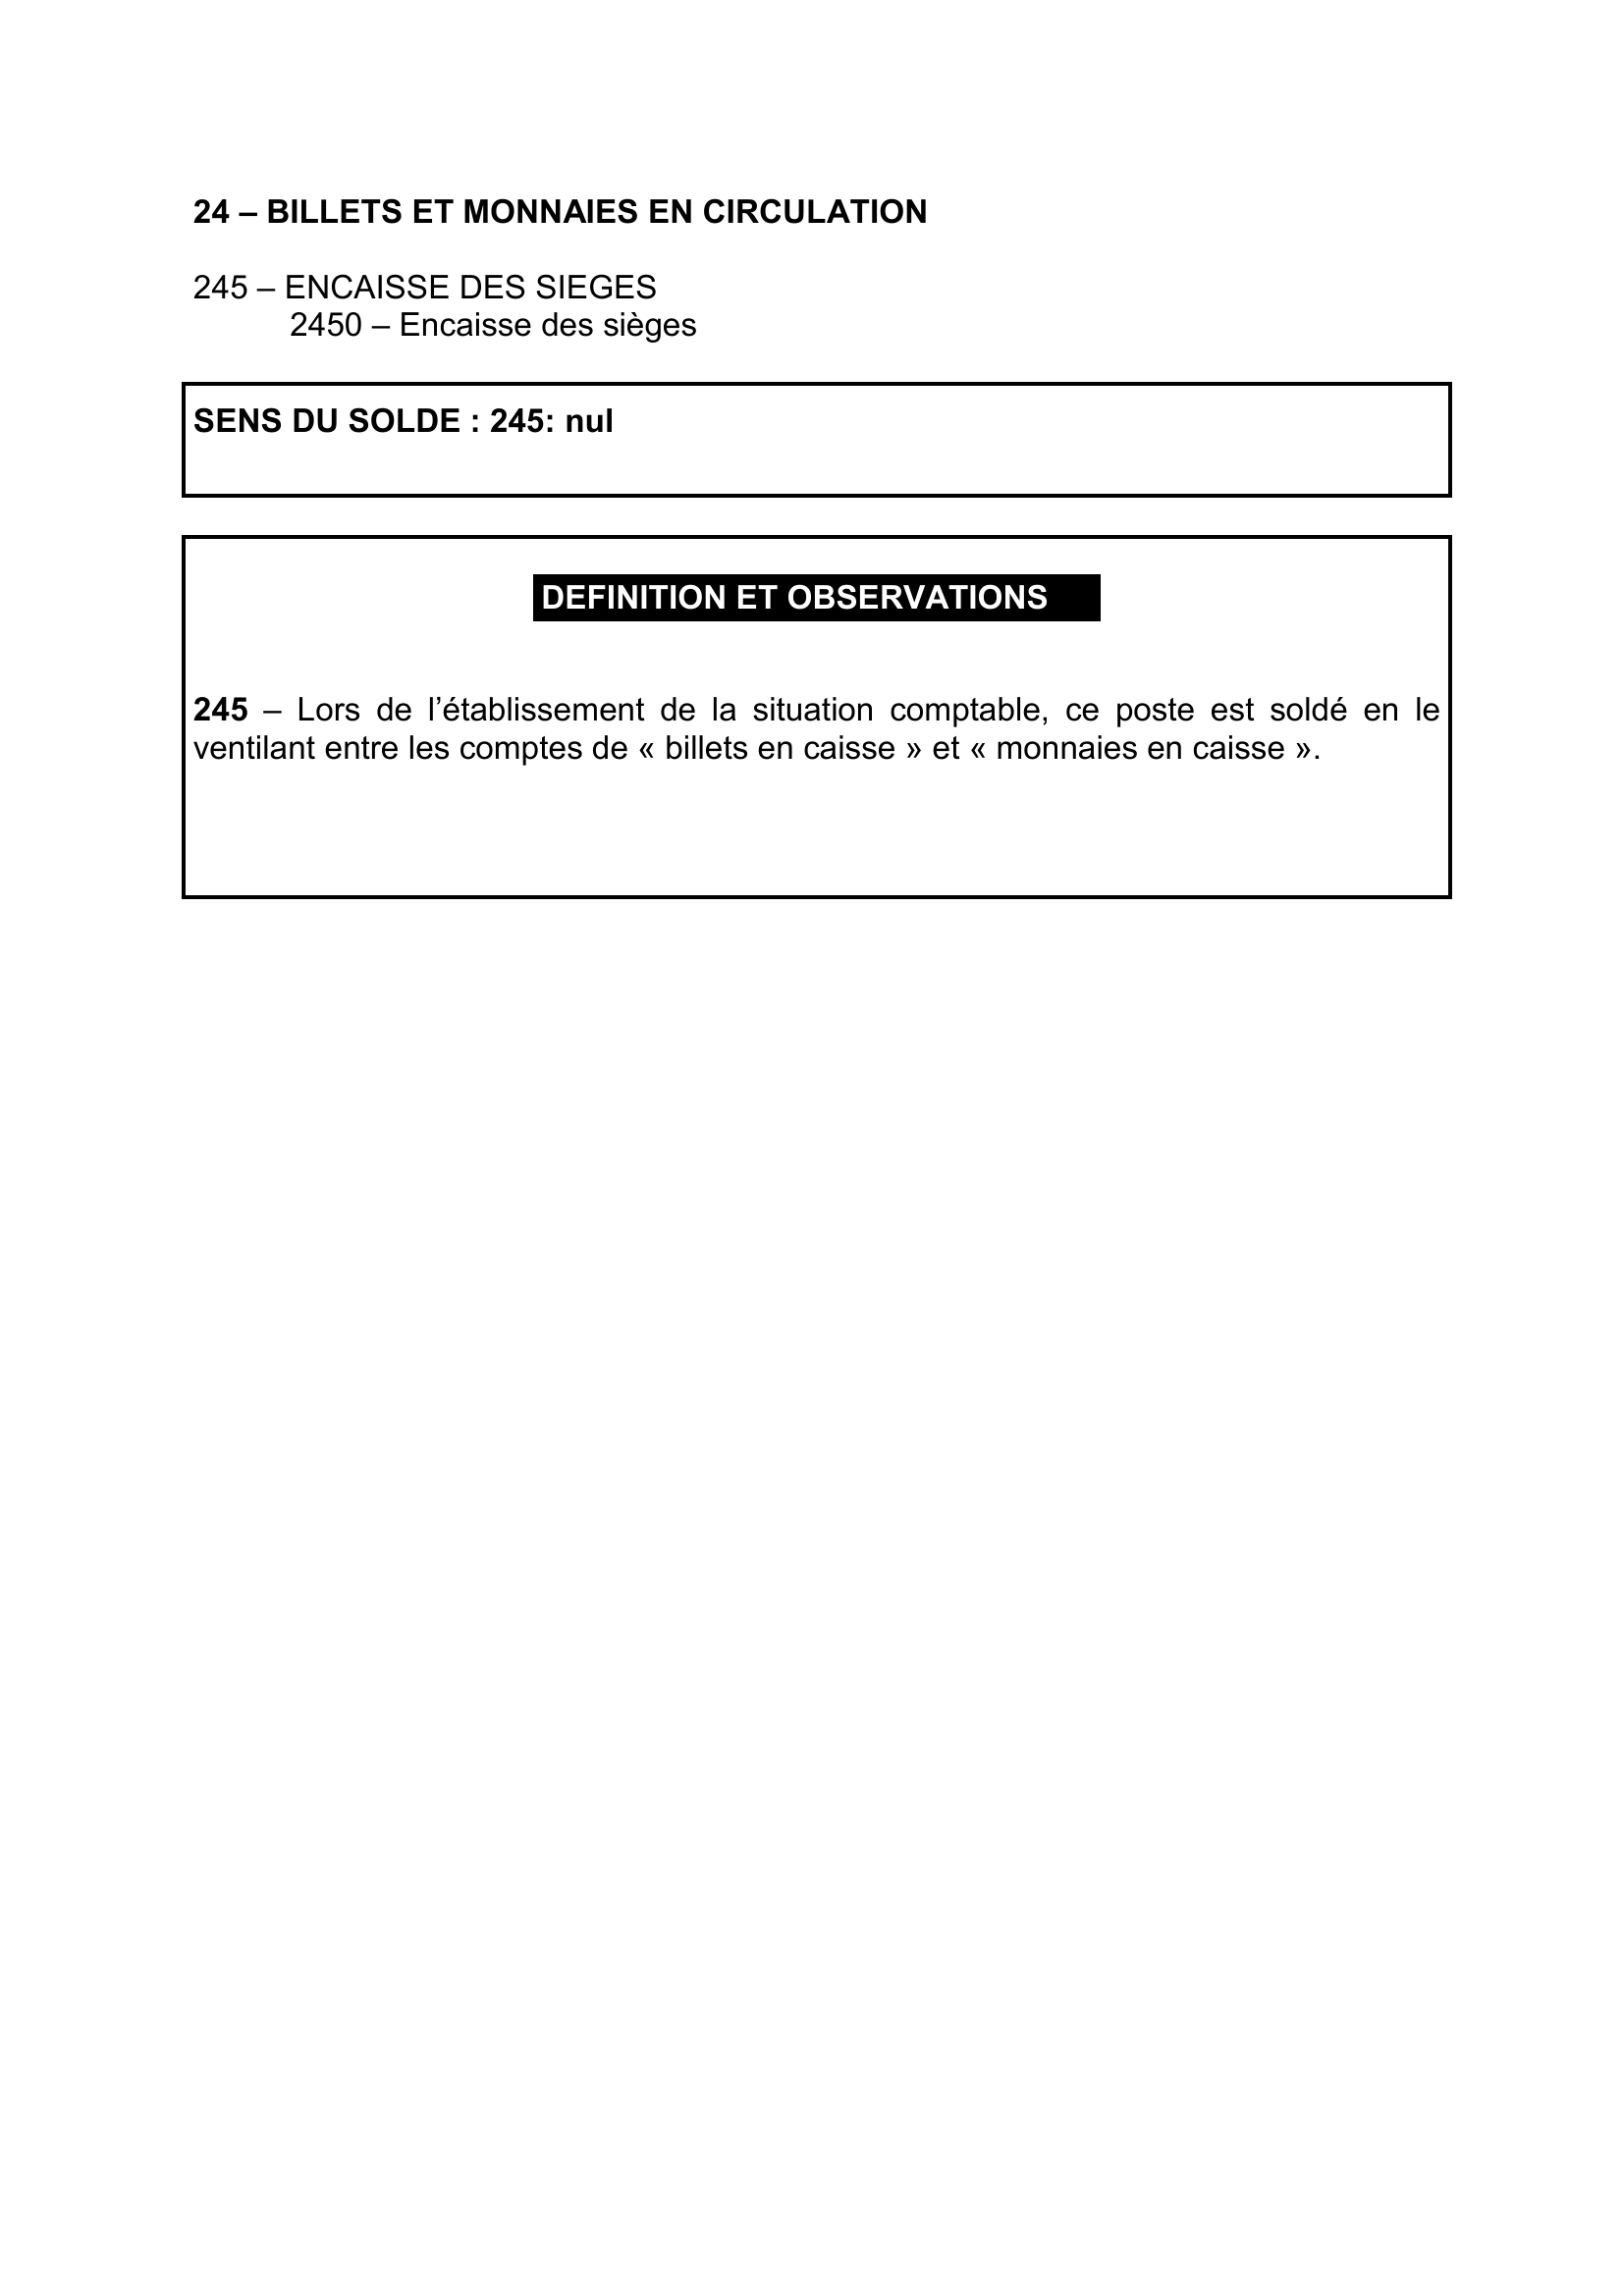 24 – BILLETS ET MONNAIES EN CIRCULATION
245 – ENCAISSE DES SIEGES
2450 – Encaisse des sièges
SENS DU SOLDE : 245: nul
DEFINITION ET OBSERVATIONS
245 – Lors de l’établissement de la situation comptable, ce poste est soldé en le
ventilant entre les comptes de « billets en caisse » et « monnaies en caisse ».